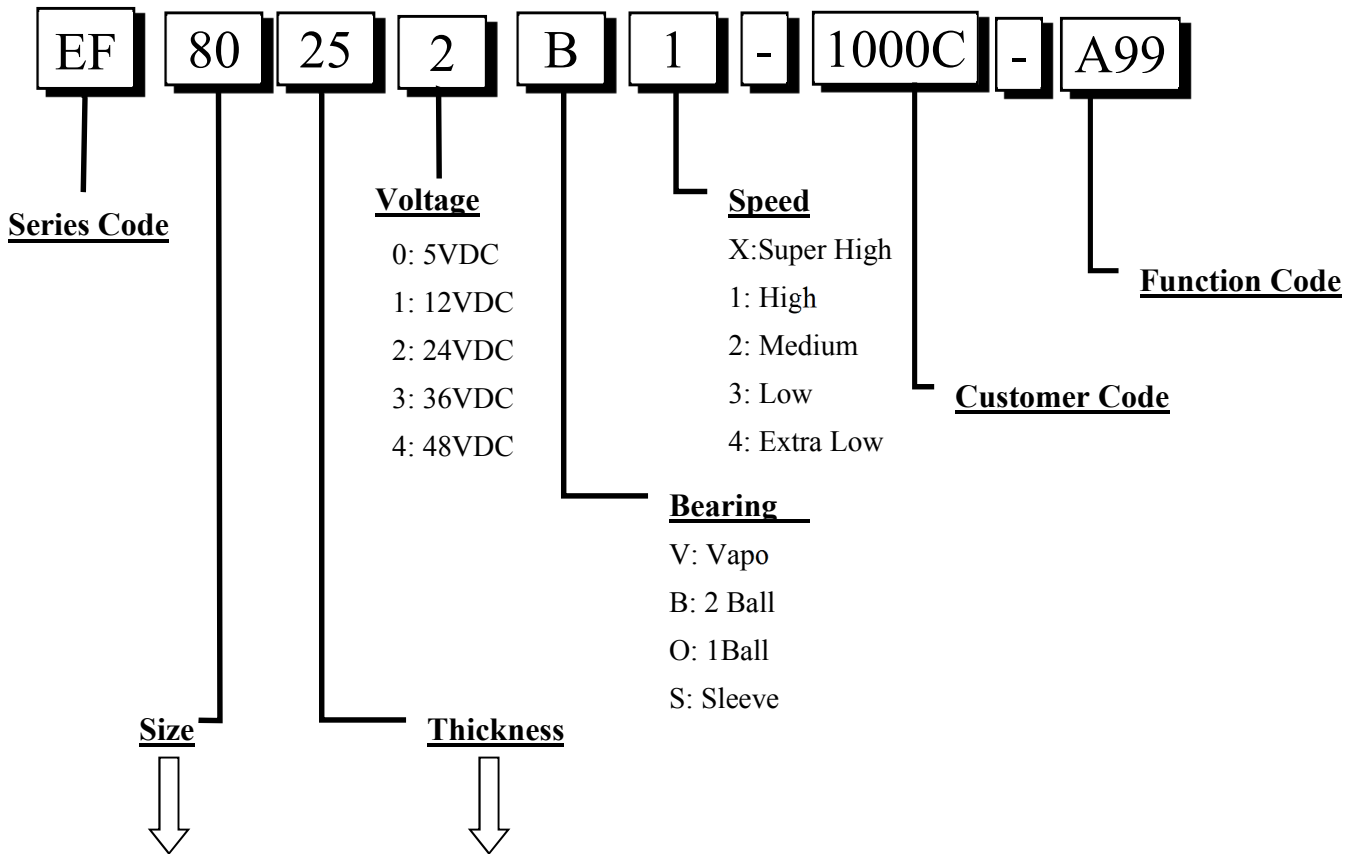 EF 80 25 2 B 1 - 1000C - A99
Series Code
Voltage
0: 5VDC
1: 12VDC
2: 24VDC
3: 36VDC
4: 48VDC
Speed
X:Super High
1: High
2: Medium
3: Low
4: Extra Low
Function Code
Customer Code
Bearing
V: Vapo
B: 2 Ball
O: 1Ball
S: Sleeve
Size
Thickness